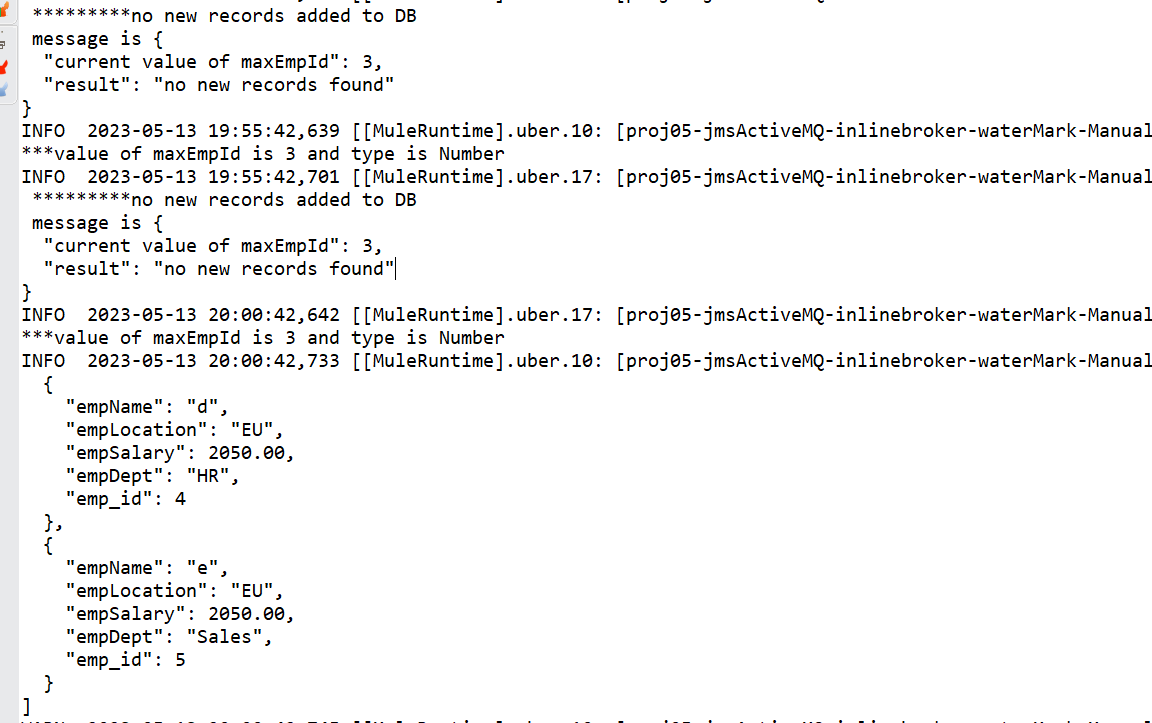 *********no new records added to DB
 message is {
  "current value of maxEmpId": 3,
  "result": "no new records found"
}
INFO  2023-05-13 19:55:42,639 [[MuleRuntime].uber.10: [proj05-jmsActiveMQ-inlinebroker-waterMark-Manual
***value of maxEmpId is 3 and type is Number
INFO  2023-05-13 19:55:42,701 [[MuleRuntime].uber.17: [proj05-jmsActiveMQ-inlinebroker-waterMark-Manual
 *********no new records added to DB
 message is {
  "current value of maxEmpId": 3,
  "result": "no new records found"
}
INFO  2023-05-13 20:00:42,642 [[MuleRuntime].uber.17: [proj05-jmsActiveMQ-inlinebroker-waterMark-Manual
***value of maxEmpId is 3 and type is Number
INFO  2023-05-13 20:00:42,733 [[MuleRuntime].uber.10: [proj05-jmsActiveMQ-inlinebroker-waterMark-Manual
  {
    "empName": "d",
    "empLocation": "EU",
    "empSalary": 2050.00,
    "empDept": "HR",
    "emp_id": 4
  },
  {
    "empName": "e",
    "empLocation": "EU",
    "empSalary": 2050.00,
    "empDept": "Sales",
    "emp_id": 5
  }
]